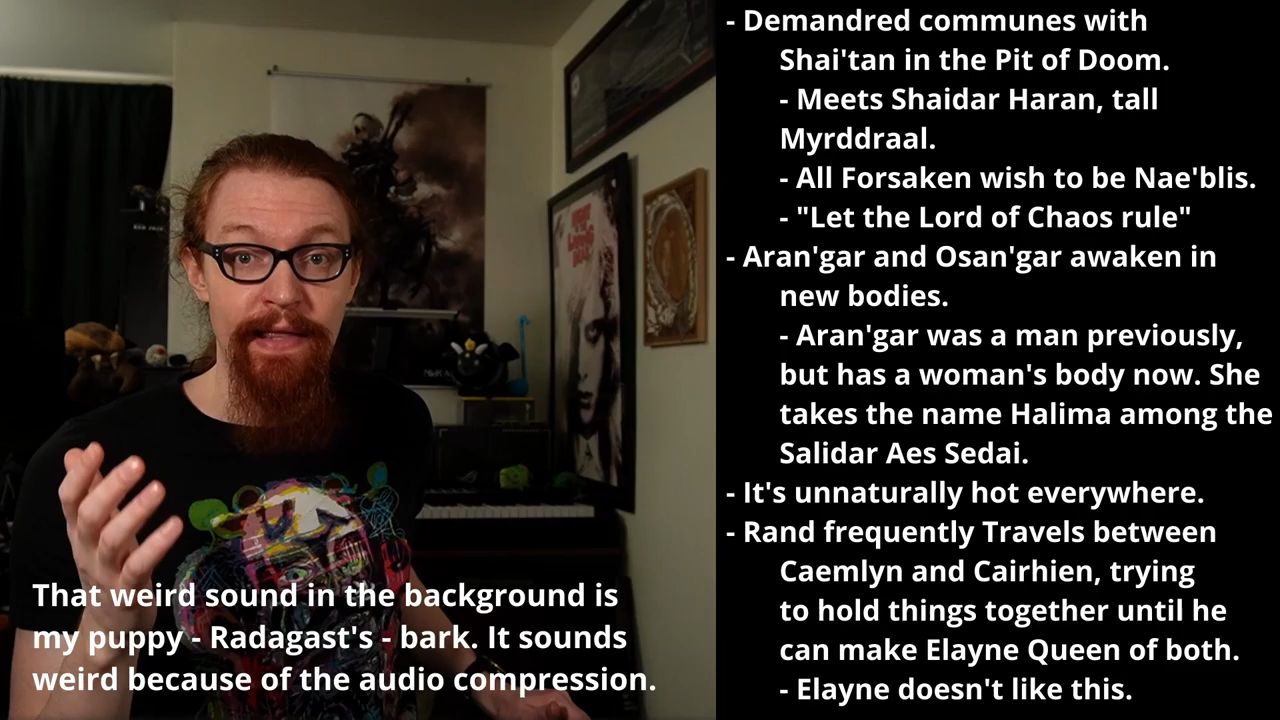 - Demandred communes with
Shai'tan in the Pit of Doom.
- Meets Shaidar Haran, tall
Myrddraal.
- All Forsaken wish to be Nae'blis.
- "Let the Lord of Chaos rule"
- Aran'gar and Osan'gar awaken in
new bodies.
- Aran'gar was a man previously,
but has a woman's body now. She
takes the name Halima among the
Salidar Aes Sedai.
- It's unnaturally hot everywhere.
- Rand frequently Travels between
Caemlyn and Cairhien, trying
to hold things together until he
can make Elayne Queen of both.
- Elayne doesn't like this.
That weird sound in the background is
my puppy - Radagast's - bark. It sounds
weird because of the audio compression.